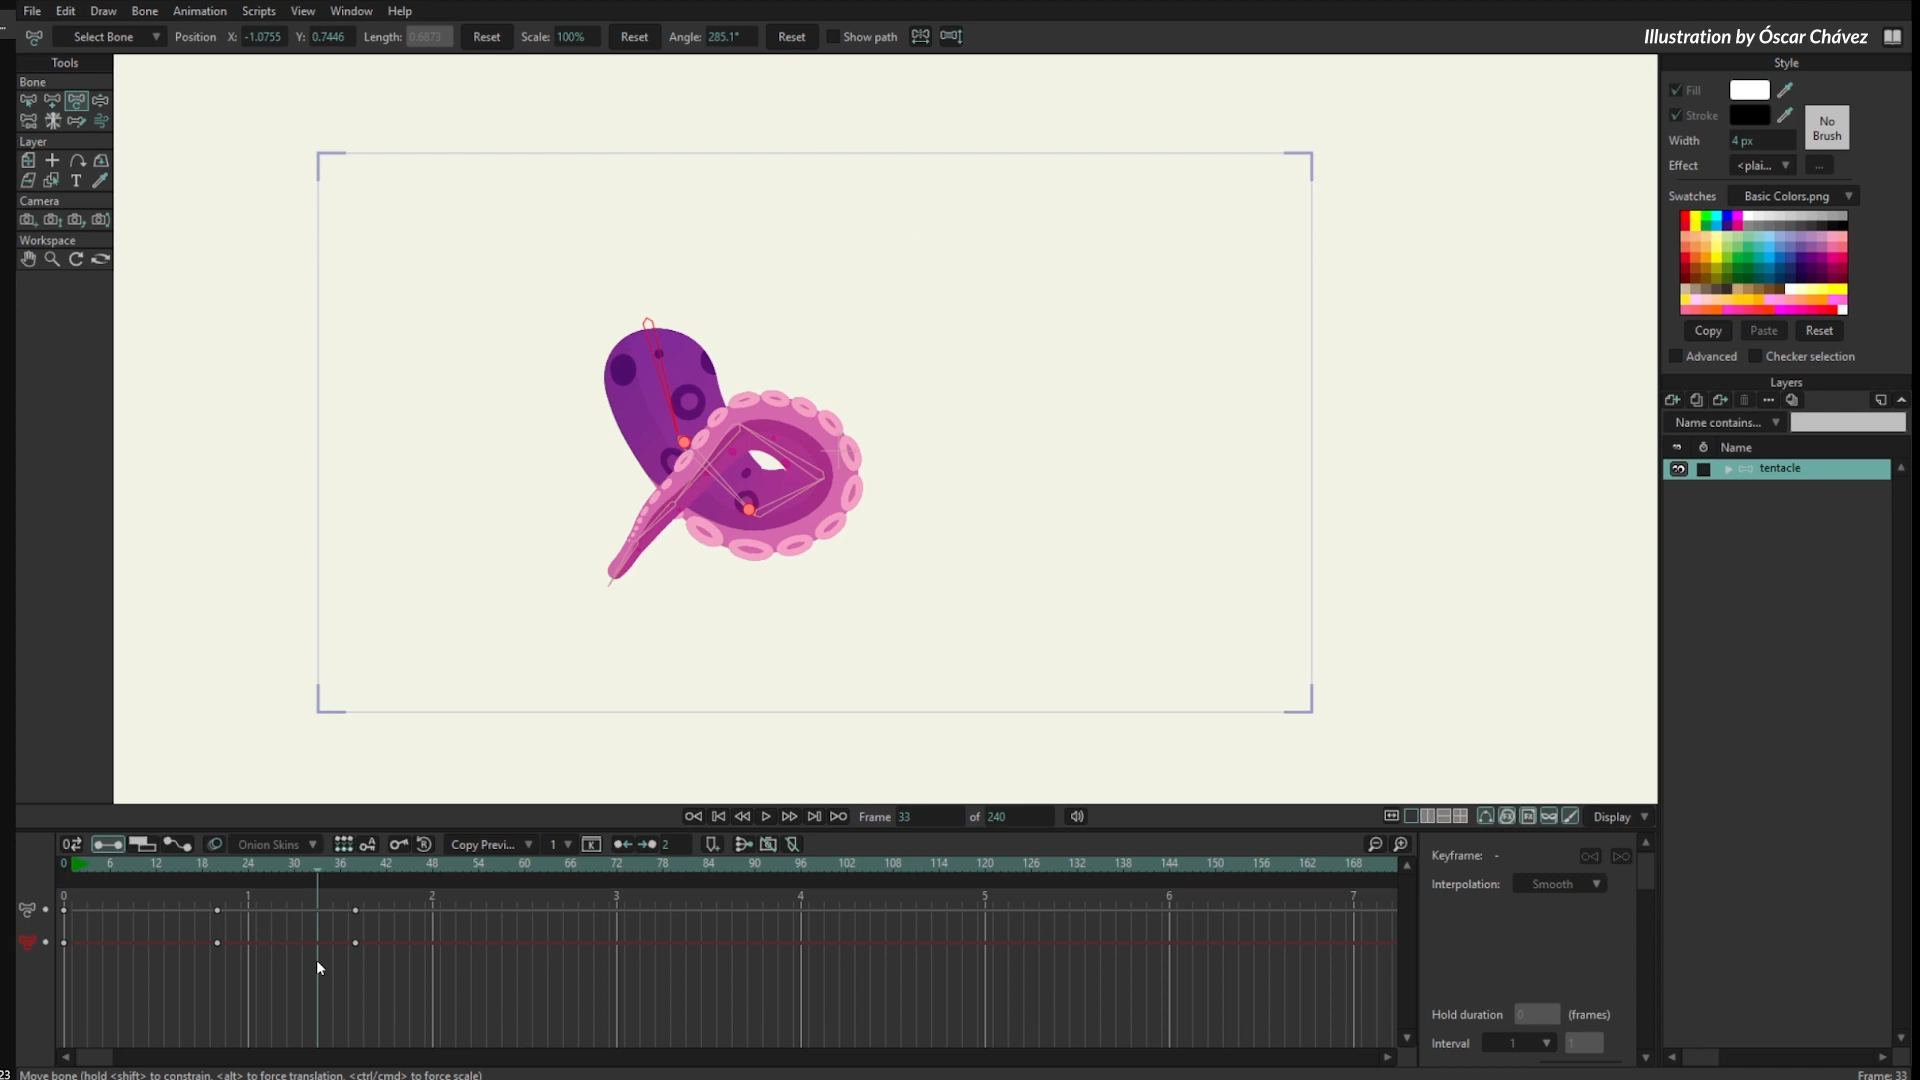 File Edit Draw Bone Animation Scripts View Window Help
Select Bone Position X: -1.0755 Y: 0.7446 Length: 0.6873 Reset Scale: 100% Reset Angle: 285.1° Reset Show path Illustration by Óscar Chávez
Tools
Bone
Layer
T
Camera
Workspace
Style
Fill
Stroke
No
Brush
Width 4 px
Effect <plai... ...
Swatches Basic Colors.png
Copy Paste Reset
Advanced Checker selection
Layers
Name contains...
Name
tentacle
Frame 33 of 240 Display
Onion Skins Copy Previ... 1 K 2
0 6 12 18 24 30 36 42 48 54 60 66 72 78 84 90 96 102 108 114 120 126 132 138 144 150 156 162 168
0 1 2 3 4 5 6 7
Keyframe: -
Interpolation: Smooth
Hold duration 0 (frames)
Interval 1 1
23 Move bone (hold <shift> to constrain, <alt> to force translation, <ctrl/cmd> to force scale) Frame: 33